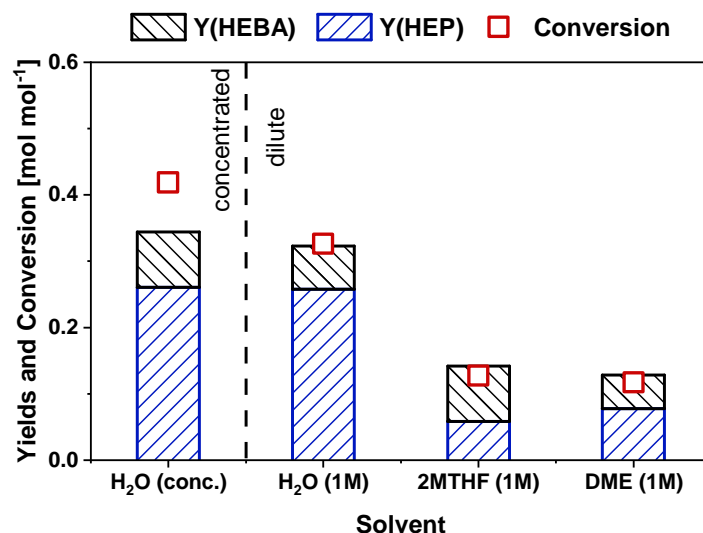 Y(HEBA) Y(HEP) Conversion
0.6
0.4
0.2
0.0
Yields and Conversion [mol mol⁻¹]
concentrated
dilute
H₂O (conc.) H₂O (1M) 2MTHF (1M) DME (1M)
Solvent